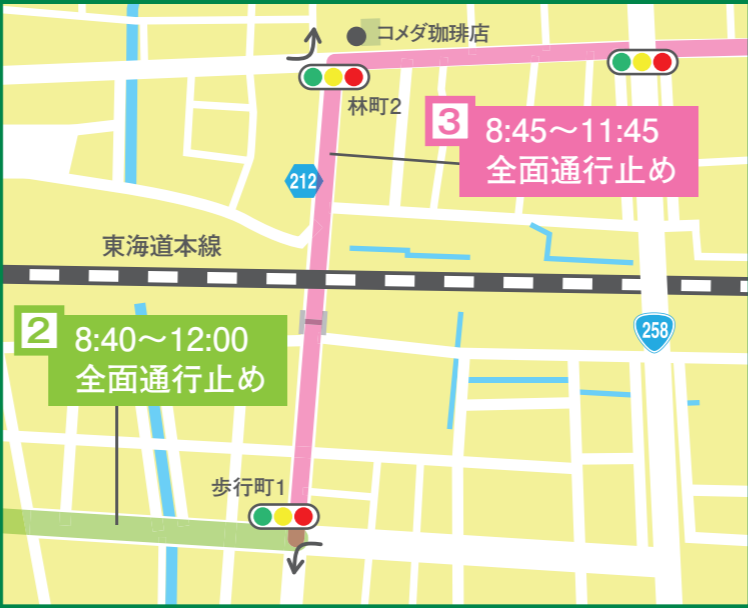 コメダ珈琲店
林町2
3
8:45〜11:45
全面通行止め
212
東海道本線
2
8:40〜12:00
全面通行止め
258
歩行町1